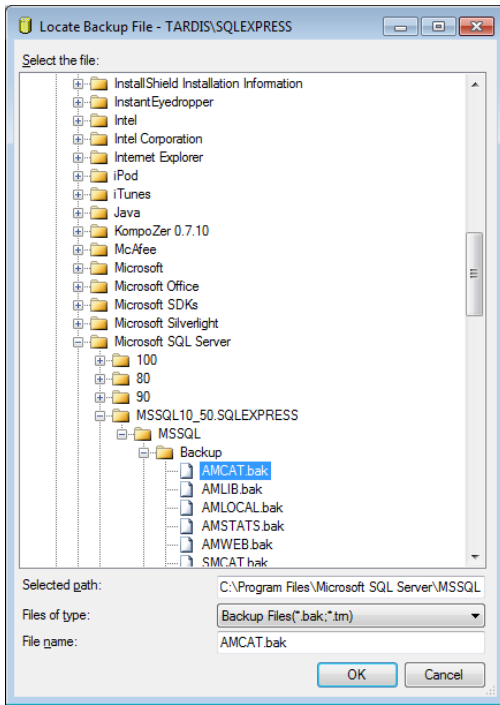 Locate Backup File - TARDIS\SQLEXPRESS
Select the file:
InstallShield Installation Information
InstantEyedropper
Intel
Intel Corporation
Internet Explorer
iPod
iTunes
Java
KompoZer 0.7.10
McAfee
Microsoft
Microsoft Office
Microsoft SDKs
Microsoft Silverlight
Microsoft SQL Server
100
80
90
MSSQL10_50.SQLEXPRESS
MSSQL
Backup
AMCAT.bak
AMLIB.bak
AMLOCAL.bak
AMSTATS.bak
AMWEB.bak
SMCAT.bak
Selected path: C:\Program Files\Microsoft SQL Server\MSSQL
Files of type: Backup Files(*.bak;*.trn)
File name: AMCAT.bak
OK Cancel